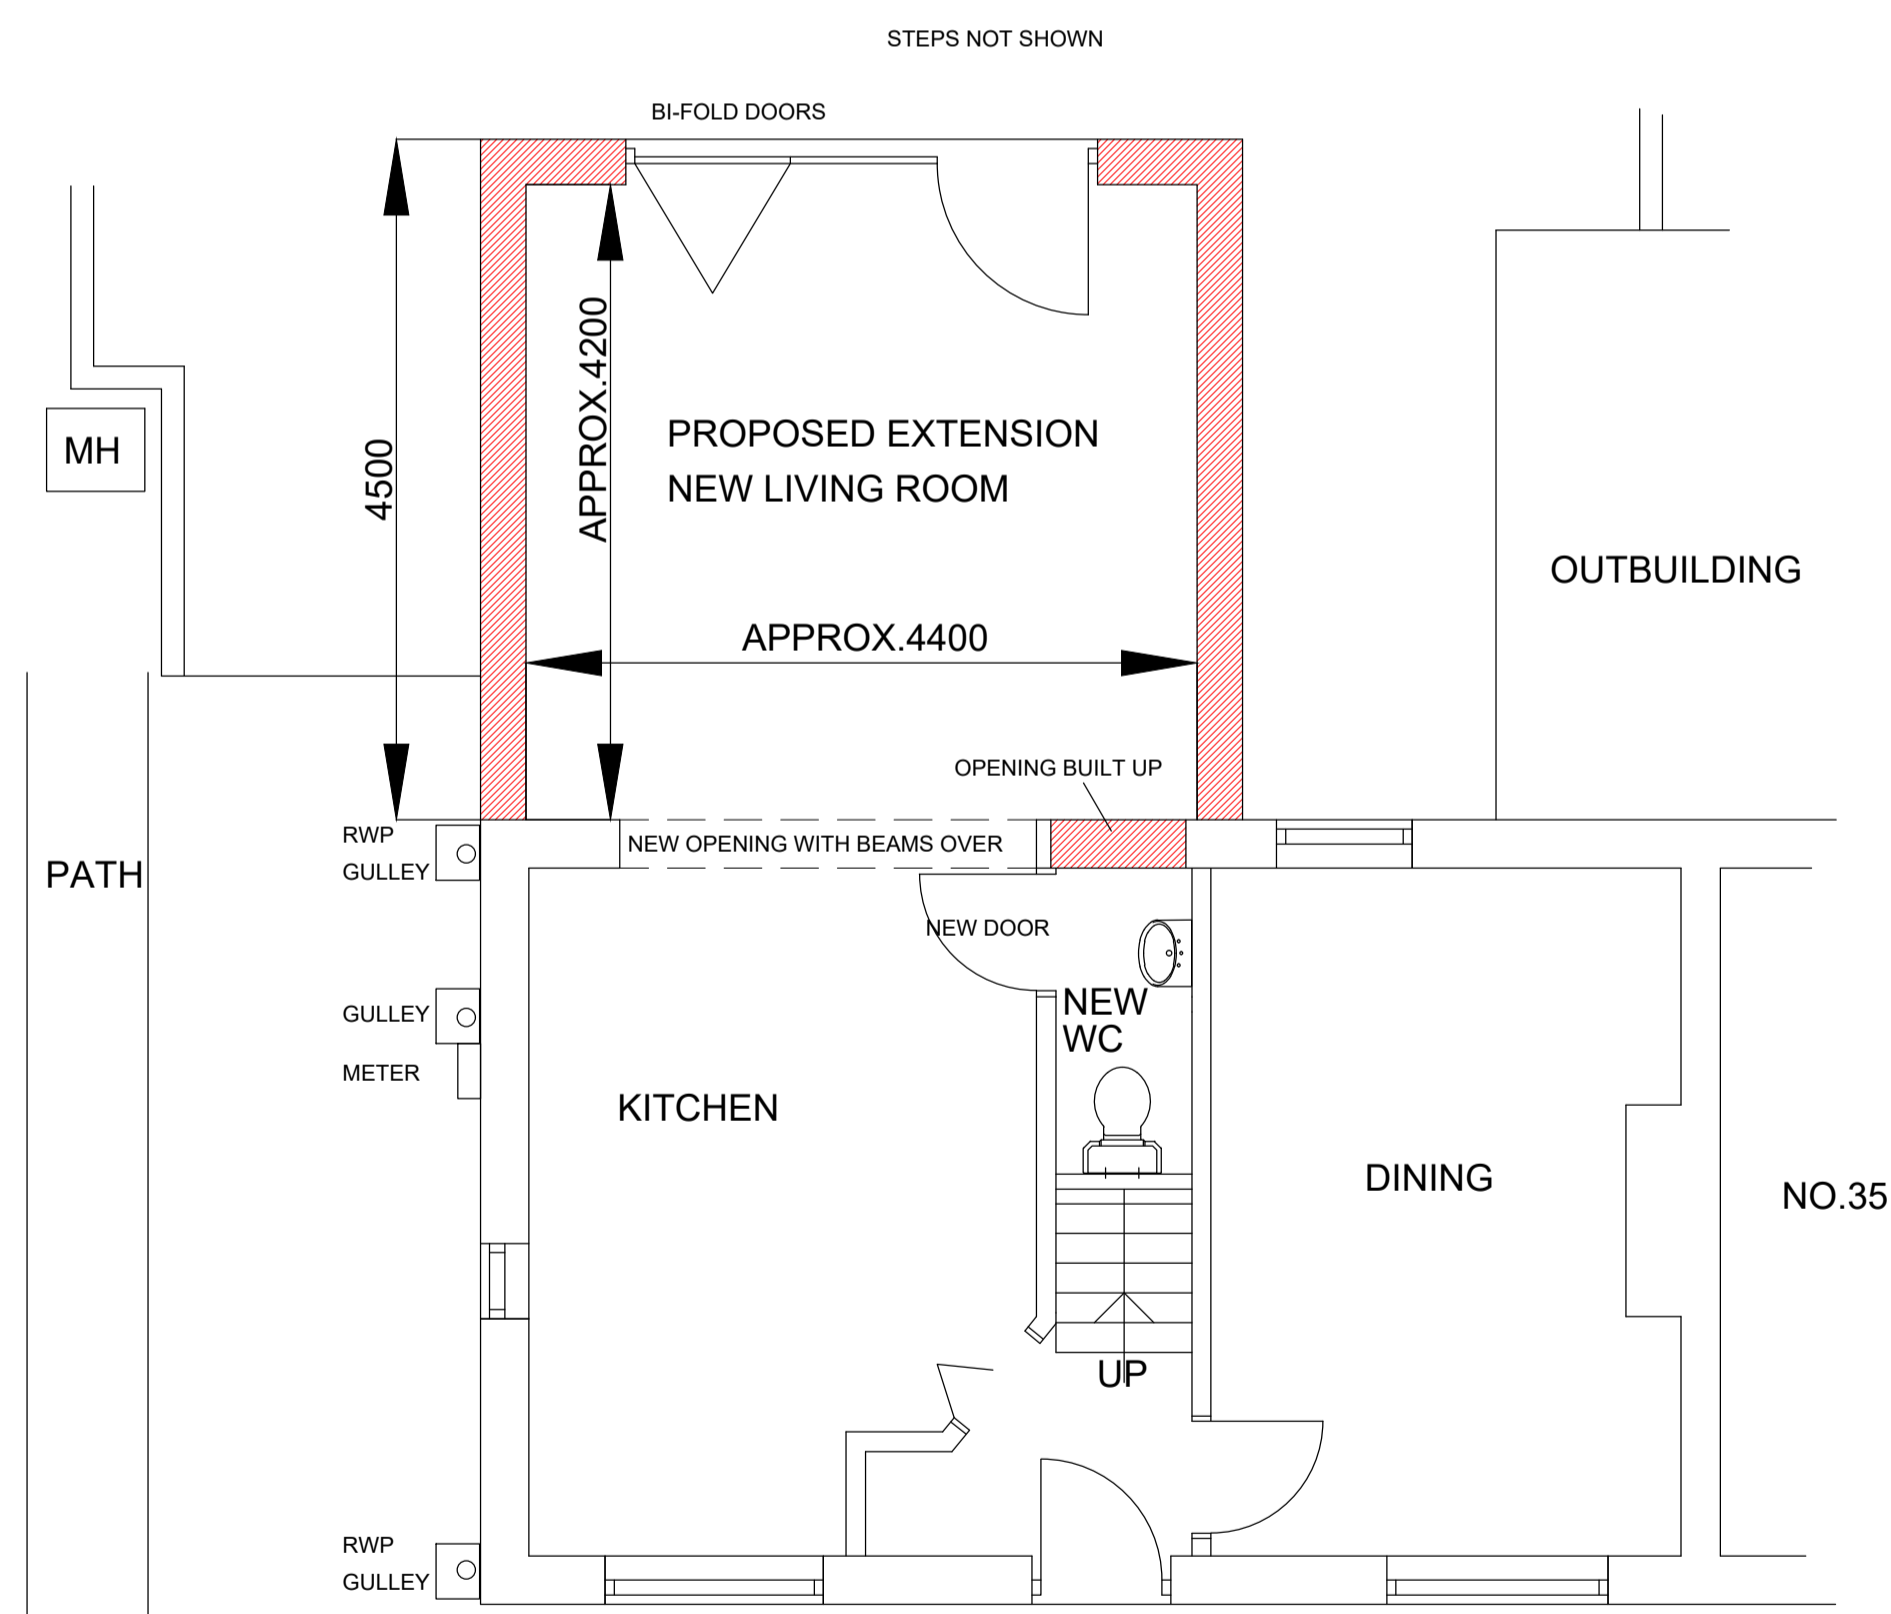 STEPS NOT SHOWN
BI-FOLD DOORS
4500
APPROX.4200
PROPOSED EXTENSION
NEW LIVING ROOM
MH
OUTBUILDING
APPROX.4400
OPENING BUILT UP
RWP
GULLEY
NEW OPENING WITH BEAMS OVER
PATH
NEW DOOR
GULLEY
NEW
WC
METER
KITCHEN
DINING
NO.35
UP
RWP
GULLEY